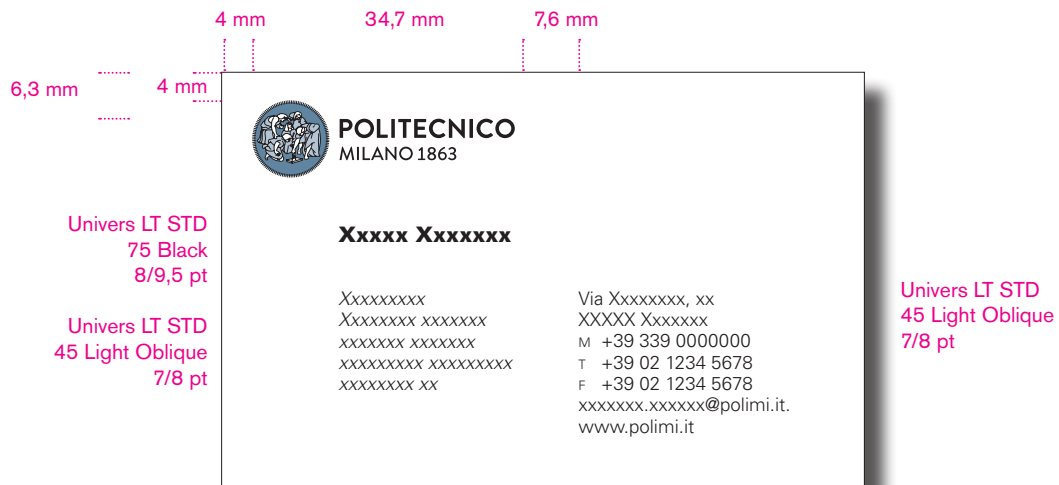 4 mm
34,7 mm
7,6 mm
6,3 mm
4 mm
POLITECNICO
MILANO 1863
Univers LT STD
75 Black
8/9,5 pt
Xxxxx Xxxxxxx
Univers LT STD
45 Light Oblique
7/8 pt
Xxxxxxxxx
Xxxxxxxx xxxxxxx
xxxxxxx xxxxxxx
xxxxxxxxx xxxxxxxxx
xxxxxxxx xx
Via Xxxxxxxx, xx
XXXXX Xxxxxxx
M +39 339 0000000
T +39 02 1234 5678
F +39 02 1234 5678
xxxxxxx.xxxxxx@polimi.it.
www.polimi.it
Univers LT STD
45 Light Oblique
7/8 pt